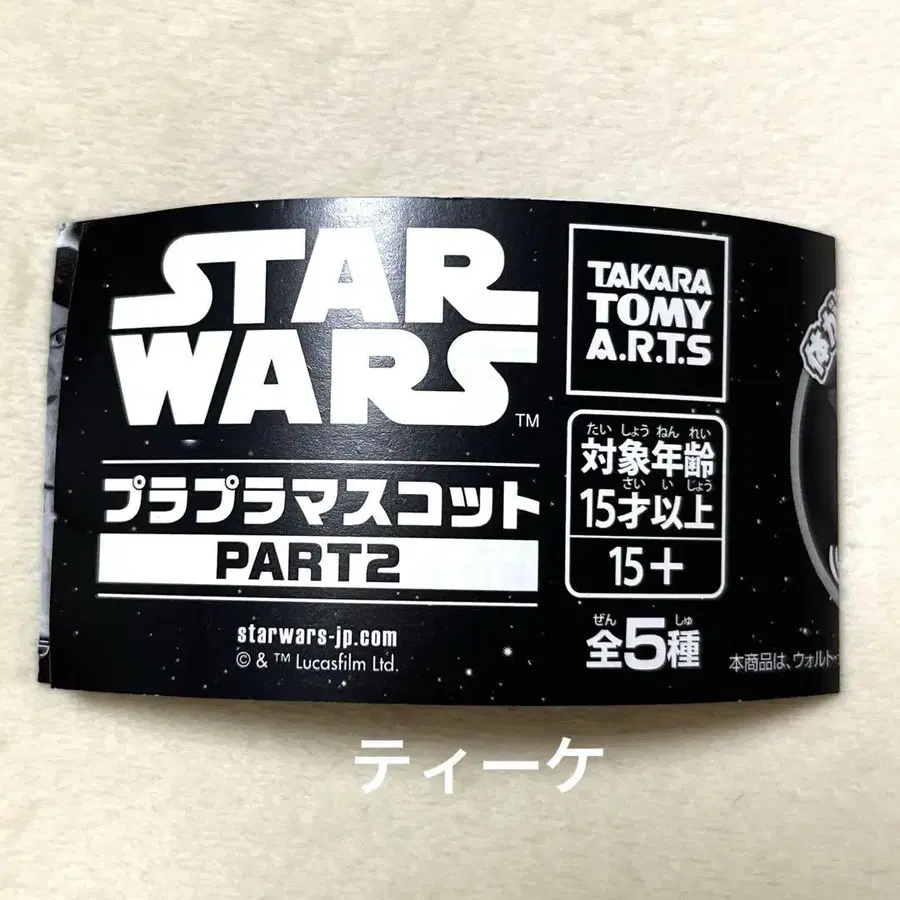 STAR
WARS
TM
プラプラマスコット
PART2
starwars-jp.com
© & ™ Lucasfilm Ltd.
TAKARA
TOMY
A.R.T.S
たい しょう ねん れい
対象年齢
さい い じょう
15才以上
15+
ぜん しゅ
全5種
本商品は、ウォルト・
ティーケ